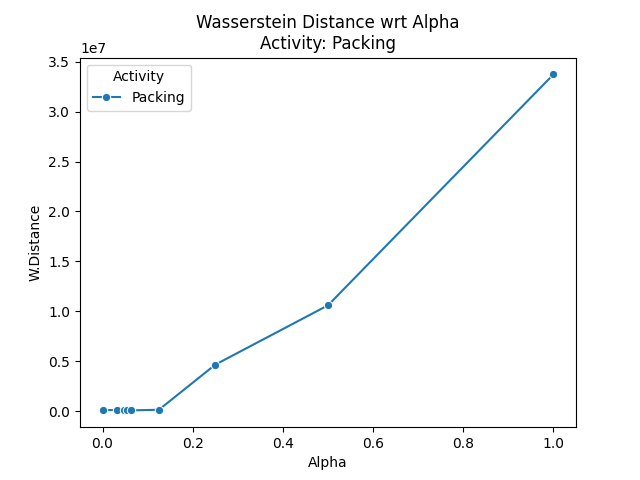 Wasserstein Distance wrt Alpha
Activity: Packing
1e7
Activity
Packing
3.5
3.0
2.5
2.0
1.5
1.0
0.5
0.0
W.Distance
0.0 0.2 0.4 0.6 0.8 1.0
Alpha